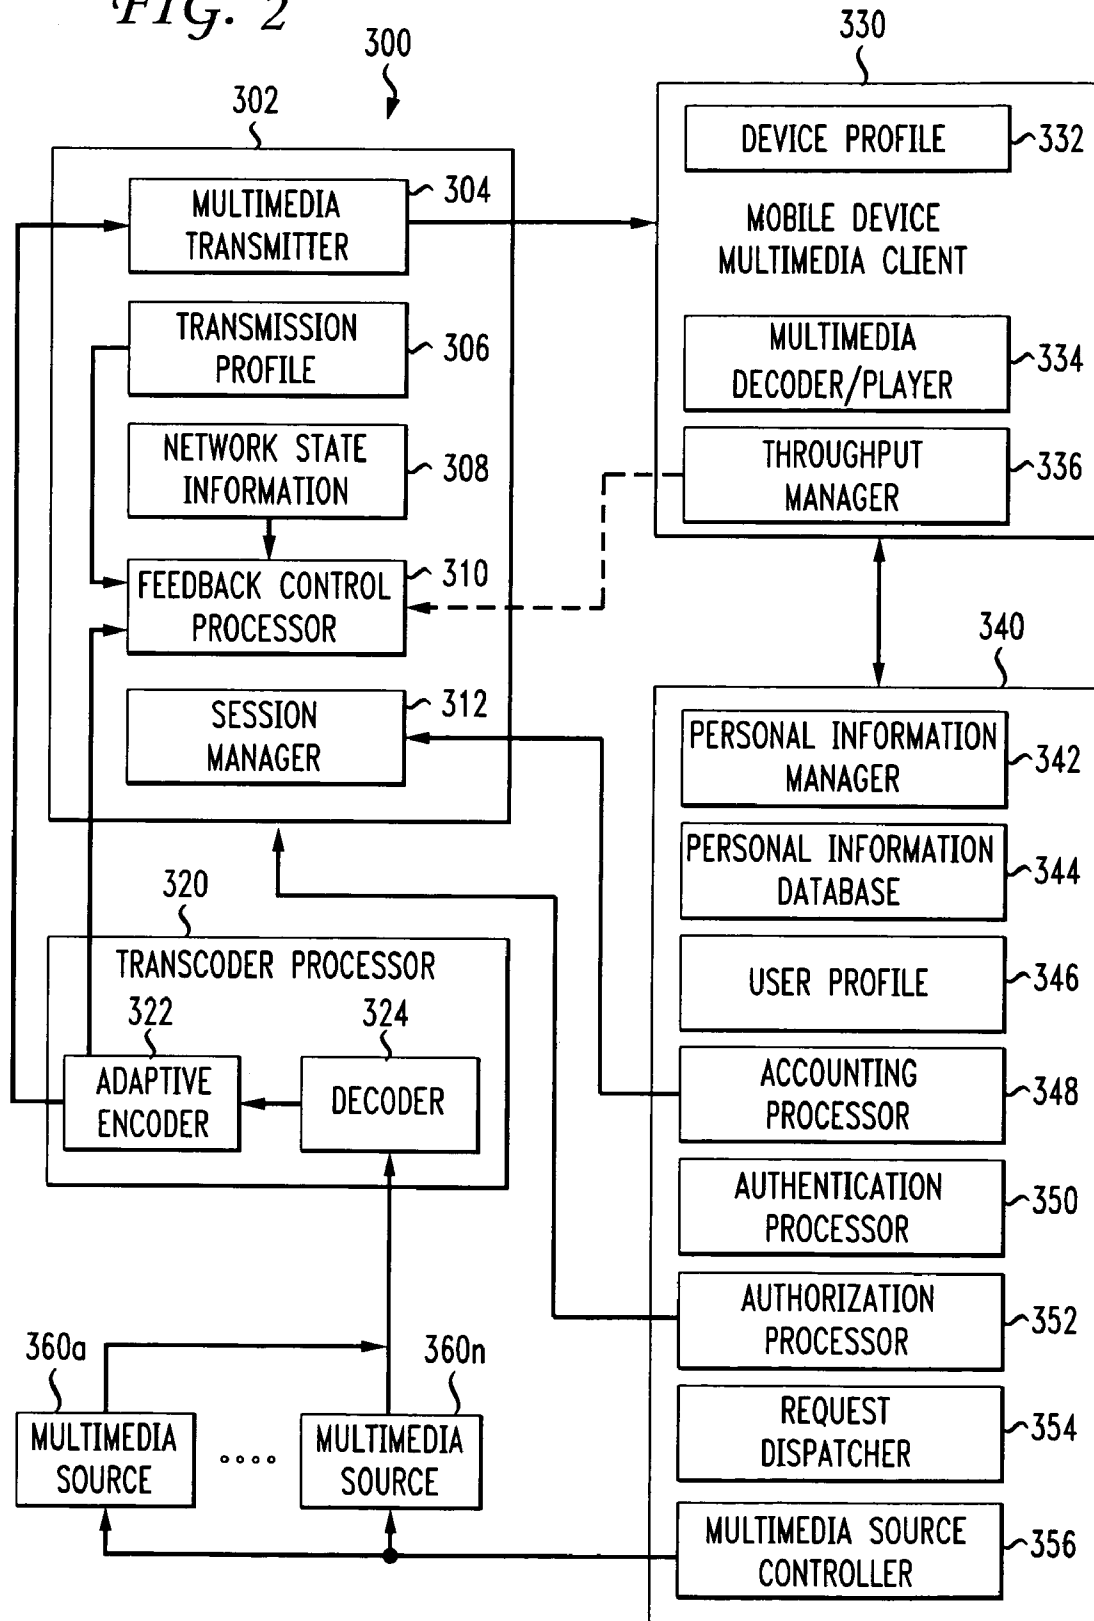 FIG. 2
300
302
MULTIMEDIA
TRANSMITTER
304
TRANSMISSION
PROFILE
306
NETWORK STATE
INFORMATION
308
FEEDBACK CONTROL
PROCESSOR
310
SESSION
MANAGER
312
320
TRANSCODER PROCESSOR
322
ADAPTIVE
ENCODER
324
DECODER
360a
MULTIMEDIA
SOURCE
360n
MULTIMEDIA
SOURCE
330
DEVICE PROFILE
332
MOBILE DEVICE
MULTIMEDIA CLIENT
MULTIMEDIA
DECODER/PLAYER
334
THROUGHPUT
MANAGER
336
340
PERSONAL INFORMATION
MANAGER
342
PERSONAL INFORMATION
DATABASE
344
USER PROFILE
346
ACCOUNTING
PROCESSOR
348
AUTHENTICATION
PROCESSOR
350
AUTHORIZATION
PROCESSOR
352
REQUEST
DISPATCHER
354
MULTIMEDIA SOURCE
CONTROLLER
356